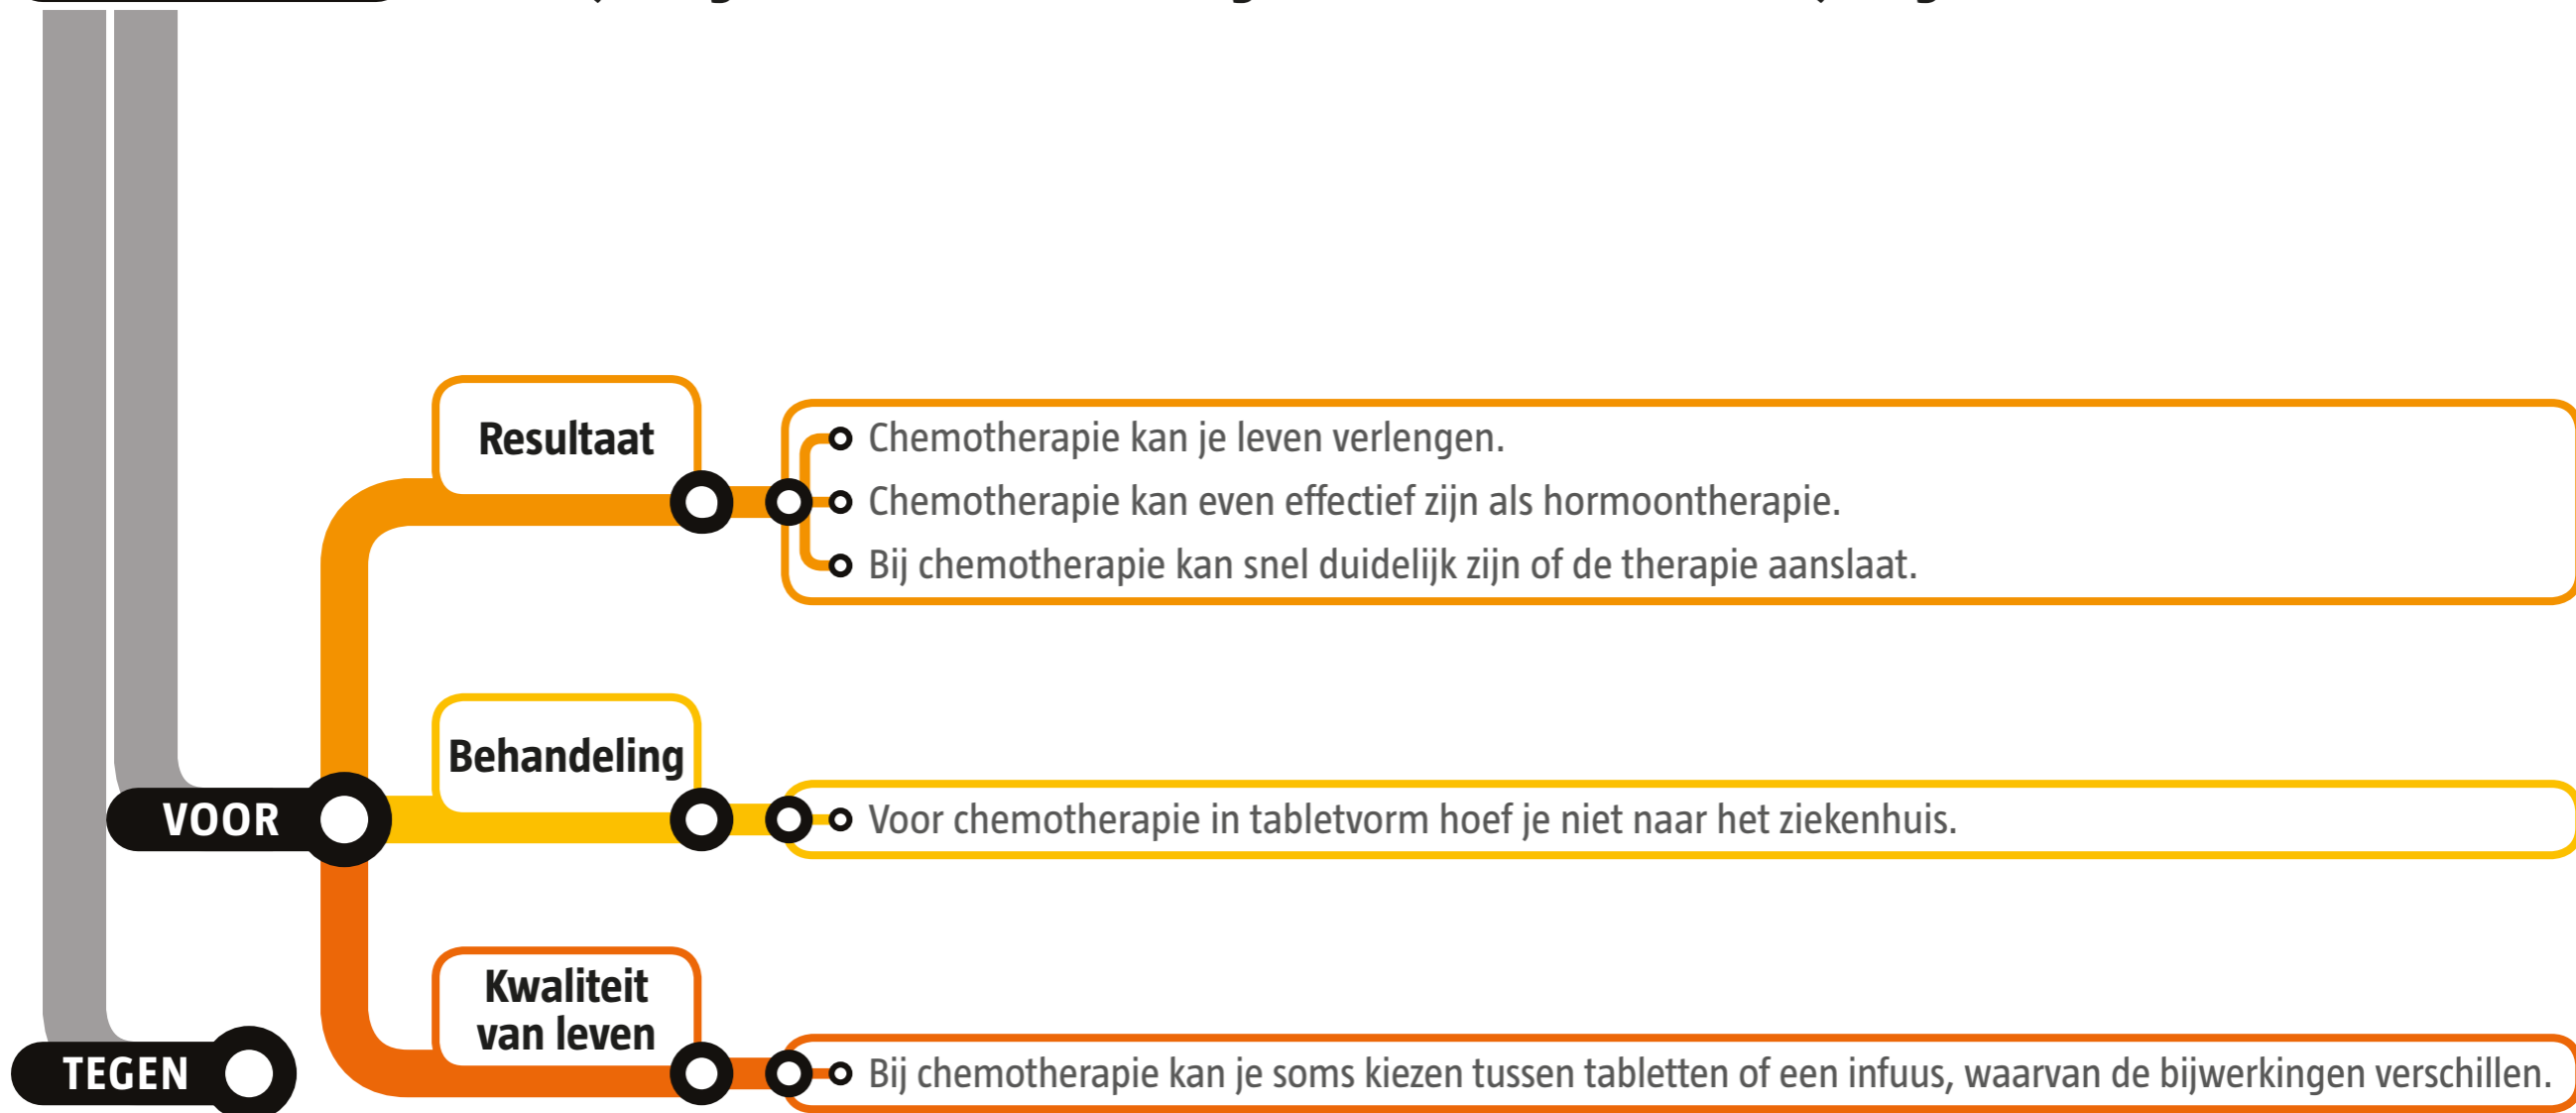 Resultaat
Chemotherapie kan je leven verlengen.
Chemotherapie kan even effectief zijn als hormoontherapie.
Bij chemotherapie kan snel duidelijk zijn of de therapie aanslaat.
Behandeling
VOOR
Voor chemotherapie in tabletvorm hoef je niet naar het ziekenhuis.
Kwaliteit
van leven
TEGEN
Bij chemotherapie kan je soms kiezen tussen tabletten of een infuus, waarvan de bijwerkingen verschillen.